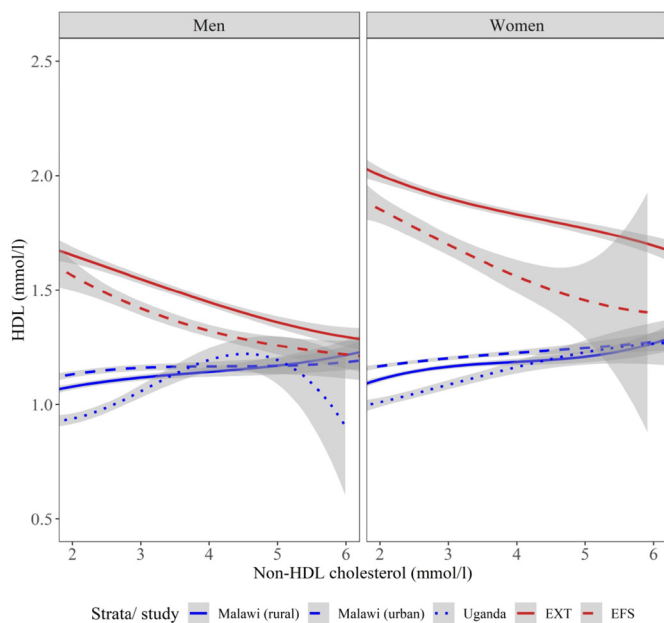 Men Women
2.5
2.0
1.5
1.0
0.5
HDL (mmol/l)
2 3 4 5 6 2 3 4 5 6
Non-HDL cholesterol (mmol/l)
Strata/ study Malawi (rural) Malawi (urban) Uganda EXT EFS